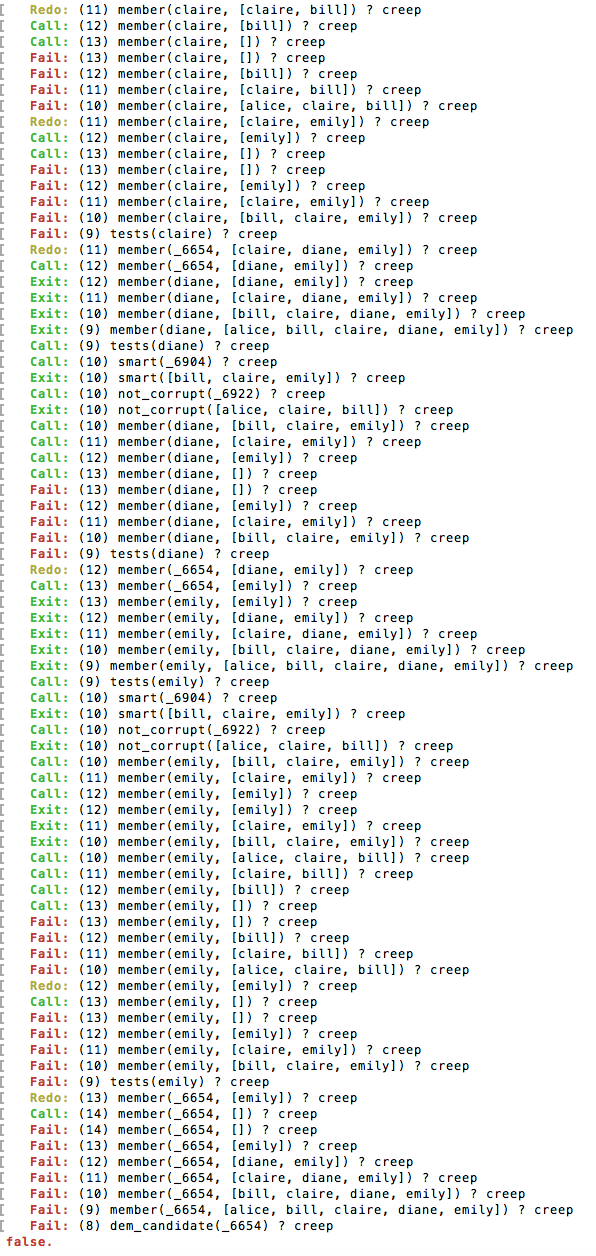 [ Redo: (11) member(claire, [claire, bill]) ? creep
[ Call: (12) member(claire, [bill]) ? creep
[ Call: (13) member(claire, []) ? creep
[ Fail: (13) member(claire, []) ? creep
[ Fail: (12) member(claire, [bill]) ? creep
[ Fail: (11) member(claire, [claire, bill]) ? creep
[ Fail: (10) member(claire, [alice, claire, bill]) ? creep
[ Redo: (11) member(claire, [claire, emily]) ? creep
[ Call: (12) member(claire, [emily]) ? creep
[ Call: (13) member(claire, []) ? creep
[ Fail: (13) member(claire, []) ? creep
[ Fail: (12) member(claire, [emily]) ? creep
[ Fail: (11) member(claire, [claire, emily]) ? creep
[ Fail: (10) member(claire, [bill, claire, emily]) ? creep
[ Fail: (9) tests(claire) ? creep
[ Redo: (11) member(_6654, [claire, diane, emily]) ? creep
[ Call: (12) member(_6654, [diane, emily]) ? creep
[ Exit: (12) member(diane, [diane, emily]) ? creep
[ Exit: (11) member(diane, [claire, diane, emily]) ? creep
[ Exit: (10) member(diane, [bill, claire, diane, emily]) ? creep
[ Exit: (9) member(diane, [alice, bill, claire, diane, emily]) ? creep
[ Call: (9) tests(diane) ? creep
[ Call: (10) smart(_6904) ? creep
[ Exit: (10) smart([bill, claire, emily]) ? creep
[ Call: (10) not_corrupt(_6922) ? creep
[ Exit: (10) not_corrupt([alice, claire, bill]) ? creep
[ Call: (10) member(diane, [bill, claire, emily]) ? creep
[ Call: (11) member(diane, [claire, emily]) ? creep
[ Call: (12) member(diane, [emily]) ? creep
[ Call: (13) member(diane, []) ? creep
[ Fail: (13) member(diane, []) ? creep
[ Fail: (12) member(diane, [emily]) ? creep
[ Fail: (11) member(diane, [claire, emily]) ? creep
[ Fail: (10) member(diane, [bill, claire, emily]) ? creep
[ Fail: (9) tests(diane) ? creep
[ Redo: (12) member(_6654, [diane, emily]) ? creep
[ Call: (13) member(_6654, [emily]) ? creep
[ Exit: (13) member(emily, [emily]) ? creep
[ Exit: (12) member(emily, [diane, emily]) ? creep
[ Exit: (11) member(emily, [claire, diane, emily]) ? creep
[ Exit: (10) member(emily, [bill, claire, diane, emily]) ? creep
[ Exit: (9) member(emily, [alice, bill, claire, diane, emily]) ? creep
[ Call: (9) tests(emily) ? creep
[ Call: (10) smart(_6904) ? creep
[ Exit: (10) smart([bill, claire, emily]) ? creep
[ Call: (10) not_corrupt(_6922) ? creep
[ Exit: (10) not_corrupt([alice, claire, bill]) ? creep
[ Call: (10) member(emily, [bill, claire, emily]) ? creep
[ Call: (11) member(emily, [claire, emily]) ? creep
[ Call: (12) member(emily, [emily]) ? creep
[ Exit: (12) member(emily, [emily]) ? creep
[ Exit: (11) member(emily, [claire, emily]) ? creep
[ Exit: (10) member(emily, [bill, claire, emily]) ? creep
[ Call: (10) member(emily, [alice, claire, bill]) ? creep
[ Call: (11) member(emily, [claire, bill]) ? creep
[ Call: (12) member(emily, [bill]) ? creep
[ Call: (13) member(emily, []) ? creep
[ Fail: (13) member(emily, []) ? creep
[ Fail: (12) member(emily, [bill]) ? creep
[ Fail: (11) member(emily, [claire, bill]) ? creep
[ Fail: (10) member(emily, [alice, claire, bill]) ? creep
[ Redo: (12) member(emily, [emily]) ? creep
[ Call: (13) member(emily, []) ? creep
[ Fail: (13) member(emily, []) ? creep
[ Fail: (12) member(emily, [emily]) ? creep
[ Fail: (11) member(emily, [claire, emily]) ? creep
[ Fail: (10) member(emily, [bill, claire, emily]) ? creep
[ Fail: (9) tests(emily) ? creep
[ Redo: (13) member(_6654, [emily]) ? creep
[ Call: (14) member(_6654, []) ? creep
[ Fail: (14) member(_6654, []) ? creep
[ Fail: (13) member(_6654, [emily]) ? creep
[ Fail: (12) member(_6654, [diane, emily]) ? creep
[ Fail: (11) member(_6654, [claire, diane, emily]) ? creep
[ Fail: (10) member(_6654, [bill, claire, diane, emily]) ? creep
[ Fail: (9) member(_6654, [alice, bill, claire, diane, emily]) ? creep
[ Fail: (8) dem_candidate(_6654) ? creep
false.